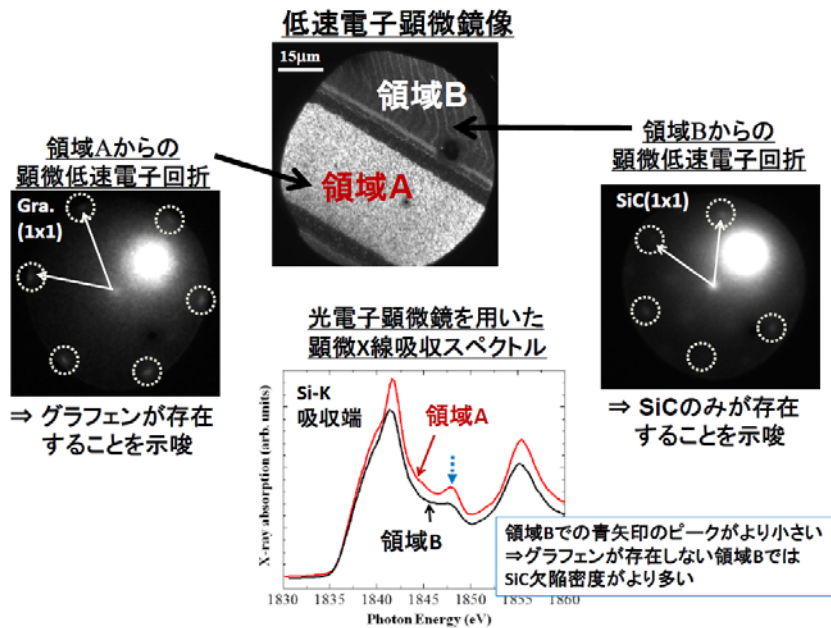 低速電子顕微鏡像
15μm
領域B
領域A
領域Aからの
顕微低速電子回折
Gra.
(1x1)
⇒ グラフェンが存在
することを示唆
領域Bからの
顕微低速電子回折
SiC(1x1)
⇒ SiCのみが存在
することを示唆
光電子顕微鏡を用いた
顕微X線吸収スペクトル
Si-K
吸収端
領域A
領域B
X-ray absorption (arb. units)
1830 1835 1840 1845 1850 1855 1860
Photon Energy (eV)
領域Bでの青矢印のピークがより小さい
⇒グラフェンが存在しない領域Bでは
SiC欠陥密度がより多い